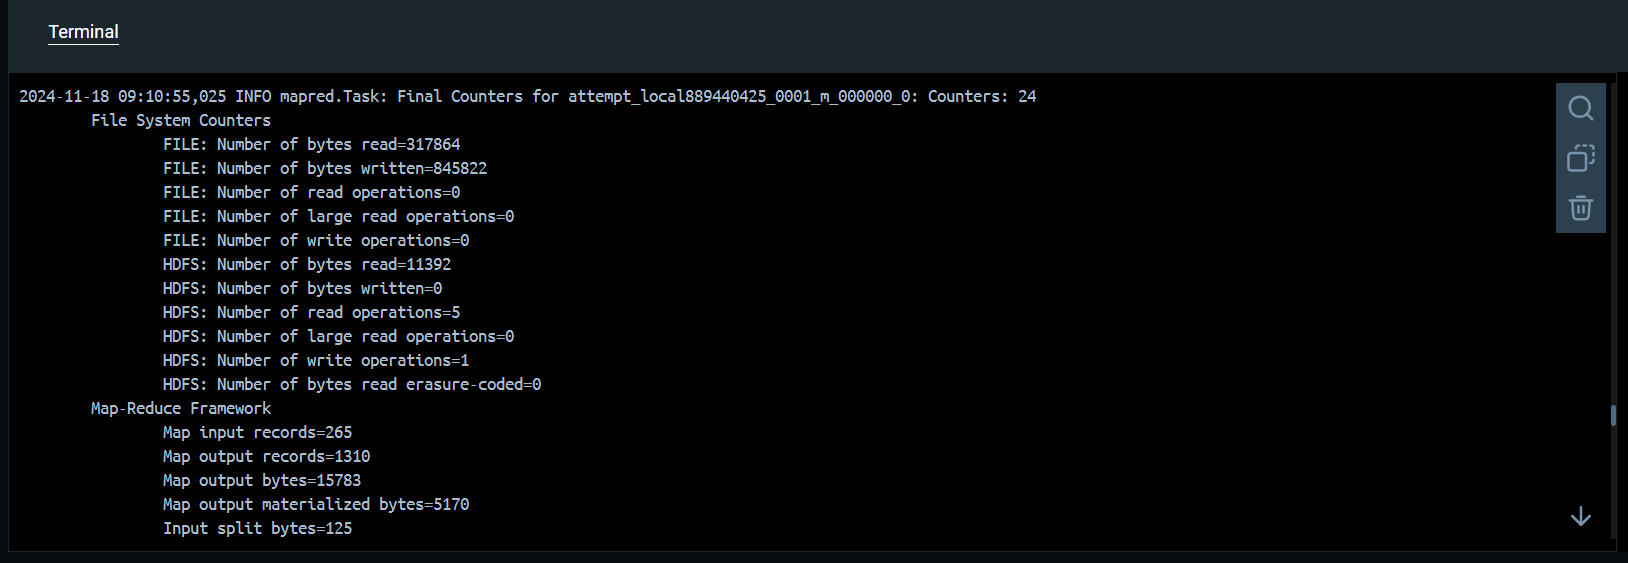 Terminal
2024-11-18 09:10:55,025 INFO mapred.Task: Final Counters for attempt_local889440425_0001_m_000000_0: Counters: 24
File System Counters
FILE: Number of bytes read=317864
FILE: Number of bytes written=845822
FILE: Number of read operations=0
FILE: Number of large read operations=0
FILE: Number of write operations=0
HDFS: Number of bytes read=11392
HDFS: Number of bytes written=0
HDFS: Number of read operations=5
HDFS: Number of large read operations=0
HDFS: Number of write operations=1
HDFS: Number of bytes read erasure-coded=0
Map-Reduce Framework
Map input records=265
Map output records=1310
Map output bytes=15783
Map output materialized bytes=5170
Input split bytes=125